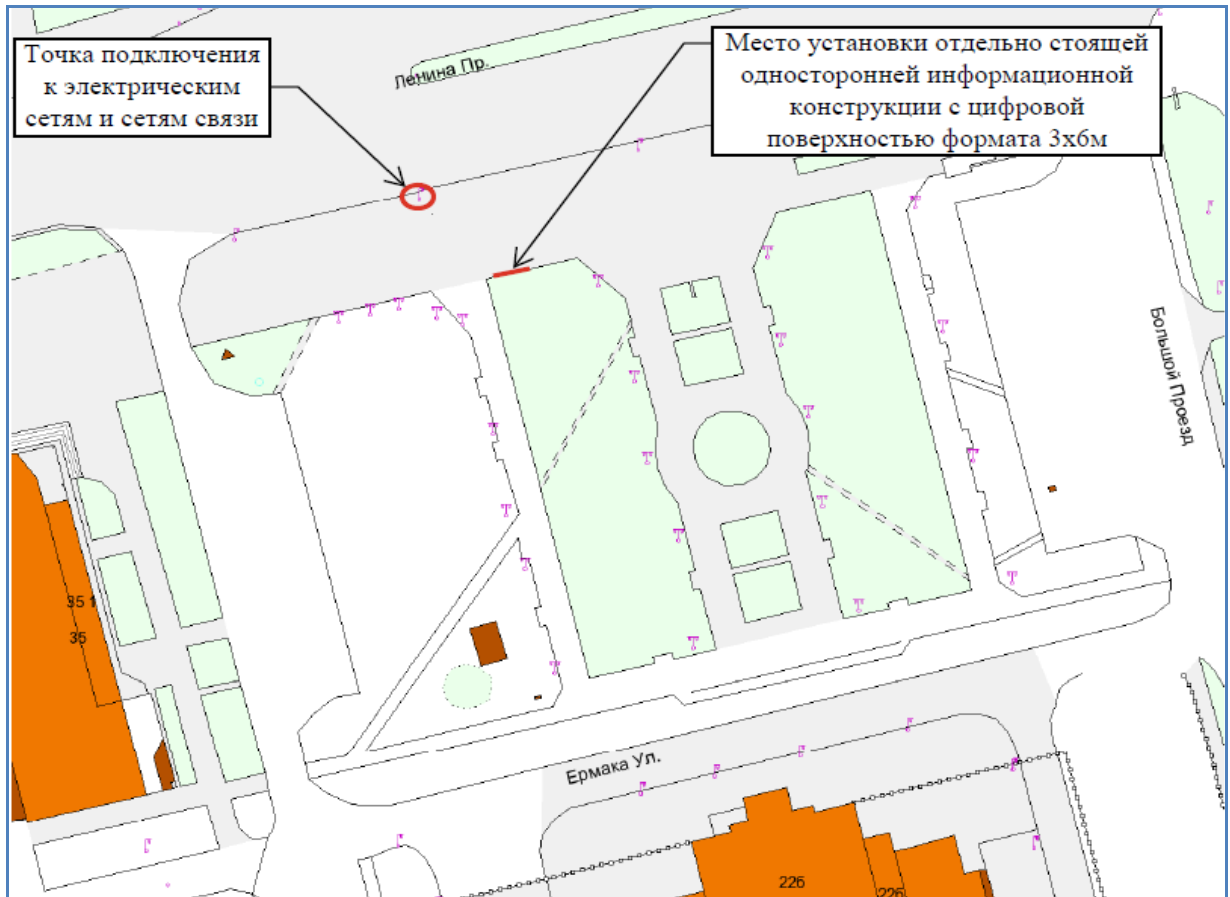 Точка подключения
к электрическим
сетям и сетям связи
Место установки отдельно стоящей
односторонней информационной
конструкции с цифровой
поверхностью формата 3х6м
Ленина Пр.
Большой Проезд
35 1
35
Ермака Ул.
22б
22б